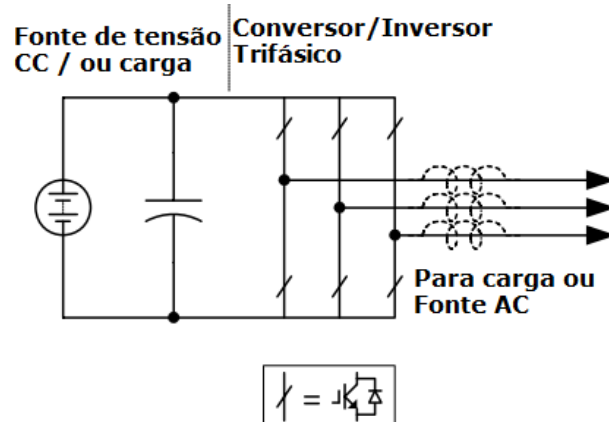 Fonte de tensão
CC / ou carga
Conversor/Inversor
Trifásico
Para carga ou
Fonte AC
=